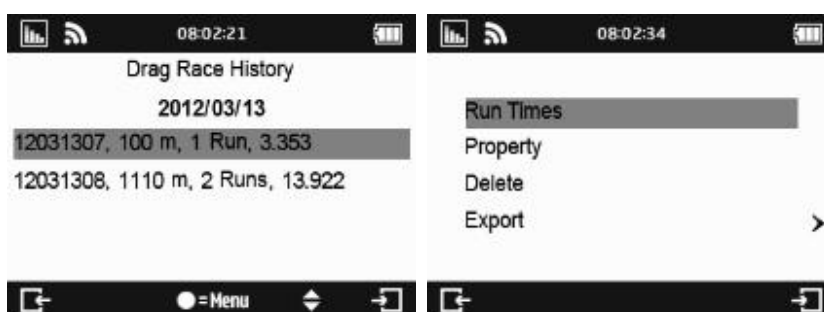 08:02:21
Drag Race History
2012/03/13
12031307, 100 m, 1 Run, 3.353
12031308, 1110 m, 2 Runs, 13.922
=Menu
08:02:34
Run Times
Property
Delete
Export